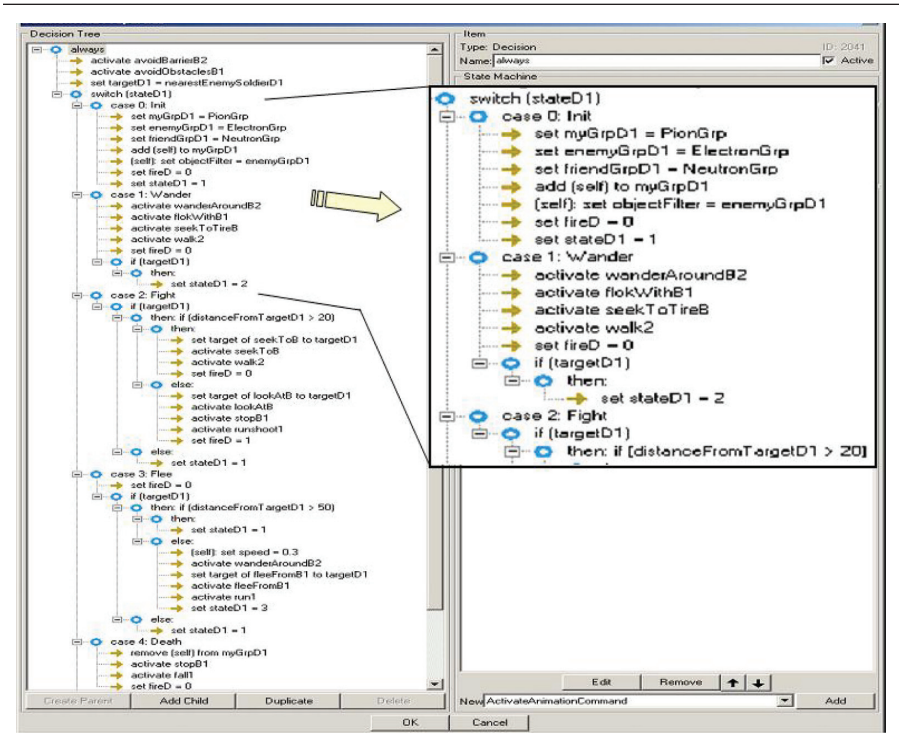 Decision Tree
always
activate avoidBarrierB2
activate avoidObstaclesB1
set targetD1 = nearestEnemySoldierD1
switch (stateD1)
case 0: Init
set myGrpD1 = PionGrp
set enemyGrpD1 = ElectronGrp
set friendGrpD1 = NeutronGrp
add (self) to myGrpD1
(self): set objectFilter = enemyGrpD1
set fireD = 0
set stateD1 = 1
case 1: Wander
activate wanderAroundB2
activate flokWithB1
activate seekToTireB
activate walk2
set fireD = 0
if (targetD1)
then:
set stateD1 = 2
case 2: Fight
if (targetD1)
then: if (distanceFromTargetD1 > 20)
then:
set target of seekToB to targetD1
activate seekToB
activate walk2
set fireD = 0
else:
set target of lookAtB to targetD1
activate lookAtB
activate stopB1
activate runshoot1
set fireD = 1
else:
set stateD1 = 1
case 3: Flee
set fireD = 0
if (targetD1)
then: if (distanceFromTargetD1 > 50)
then:
set stateD1 = 1
else:
(self): set speed = 0.3
activate wanderAroundB2
set target of fleeFromB1 to targetD1
activate fleeFromB1
activate run1
set stateD1 = 3
else:
set stateD1 = 1
case 4: Death
remove (self) from myGrpD1
activate stopB1
activate fall1
set fireD = 0
Create Parent Add Child Duplicate Delete
Item
Type: Decision ID: 2041
Name: always Active
State Machine
switch (stateD1)
case 0: Init
set myGrpD1 = PionGrp
set enemyGrpD1 = ElectronGrp
set friendGrpD1 = NeutronGrp
add (self) to myGrpD1
(self): set objectFilter = enemyGrpD1
set fireD = 0
set stateD1 = 1
case 1: Wander
activate wanderAroundB2
activate flokWithB1
activate seekToTireB
activate walk2
set fireD = 0
if (targetD1)
then:
set stateD1 = 2
case 2: Fight
if (targetD1)
then: if (distanceFromTargetD1 > 20)
Edit Remove
New ActivateAnimationCommand Add
OK Cancel